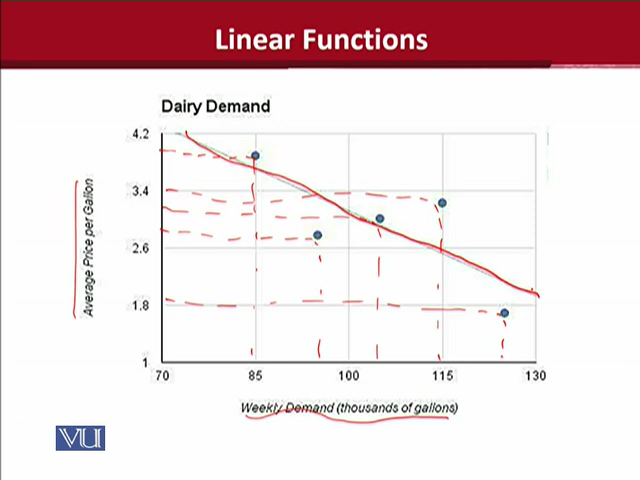 Linear Functions
Dairy Demand
4.2
3.4
2.6
1.8
1
Average Price per Gallon
70 85 100 115 130
Weekly Demand (thousands of gallons)
VU